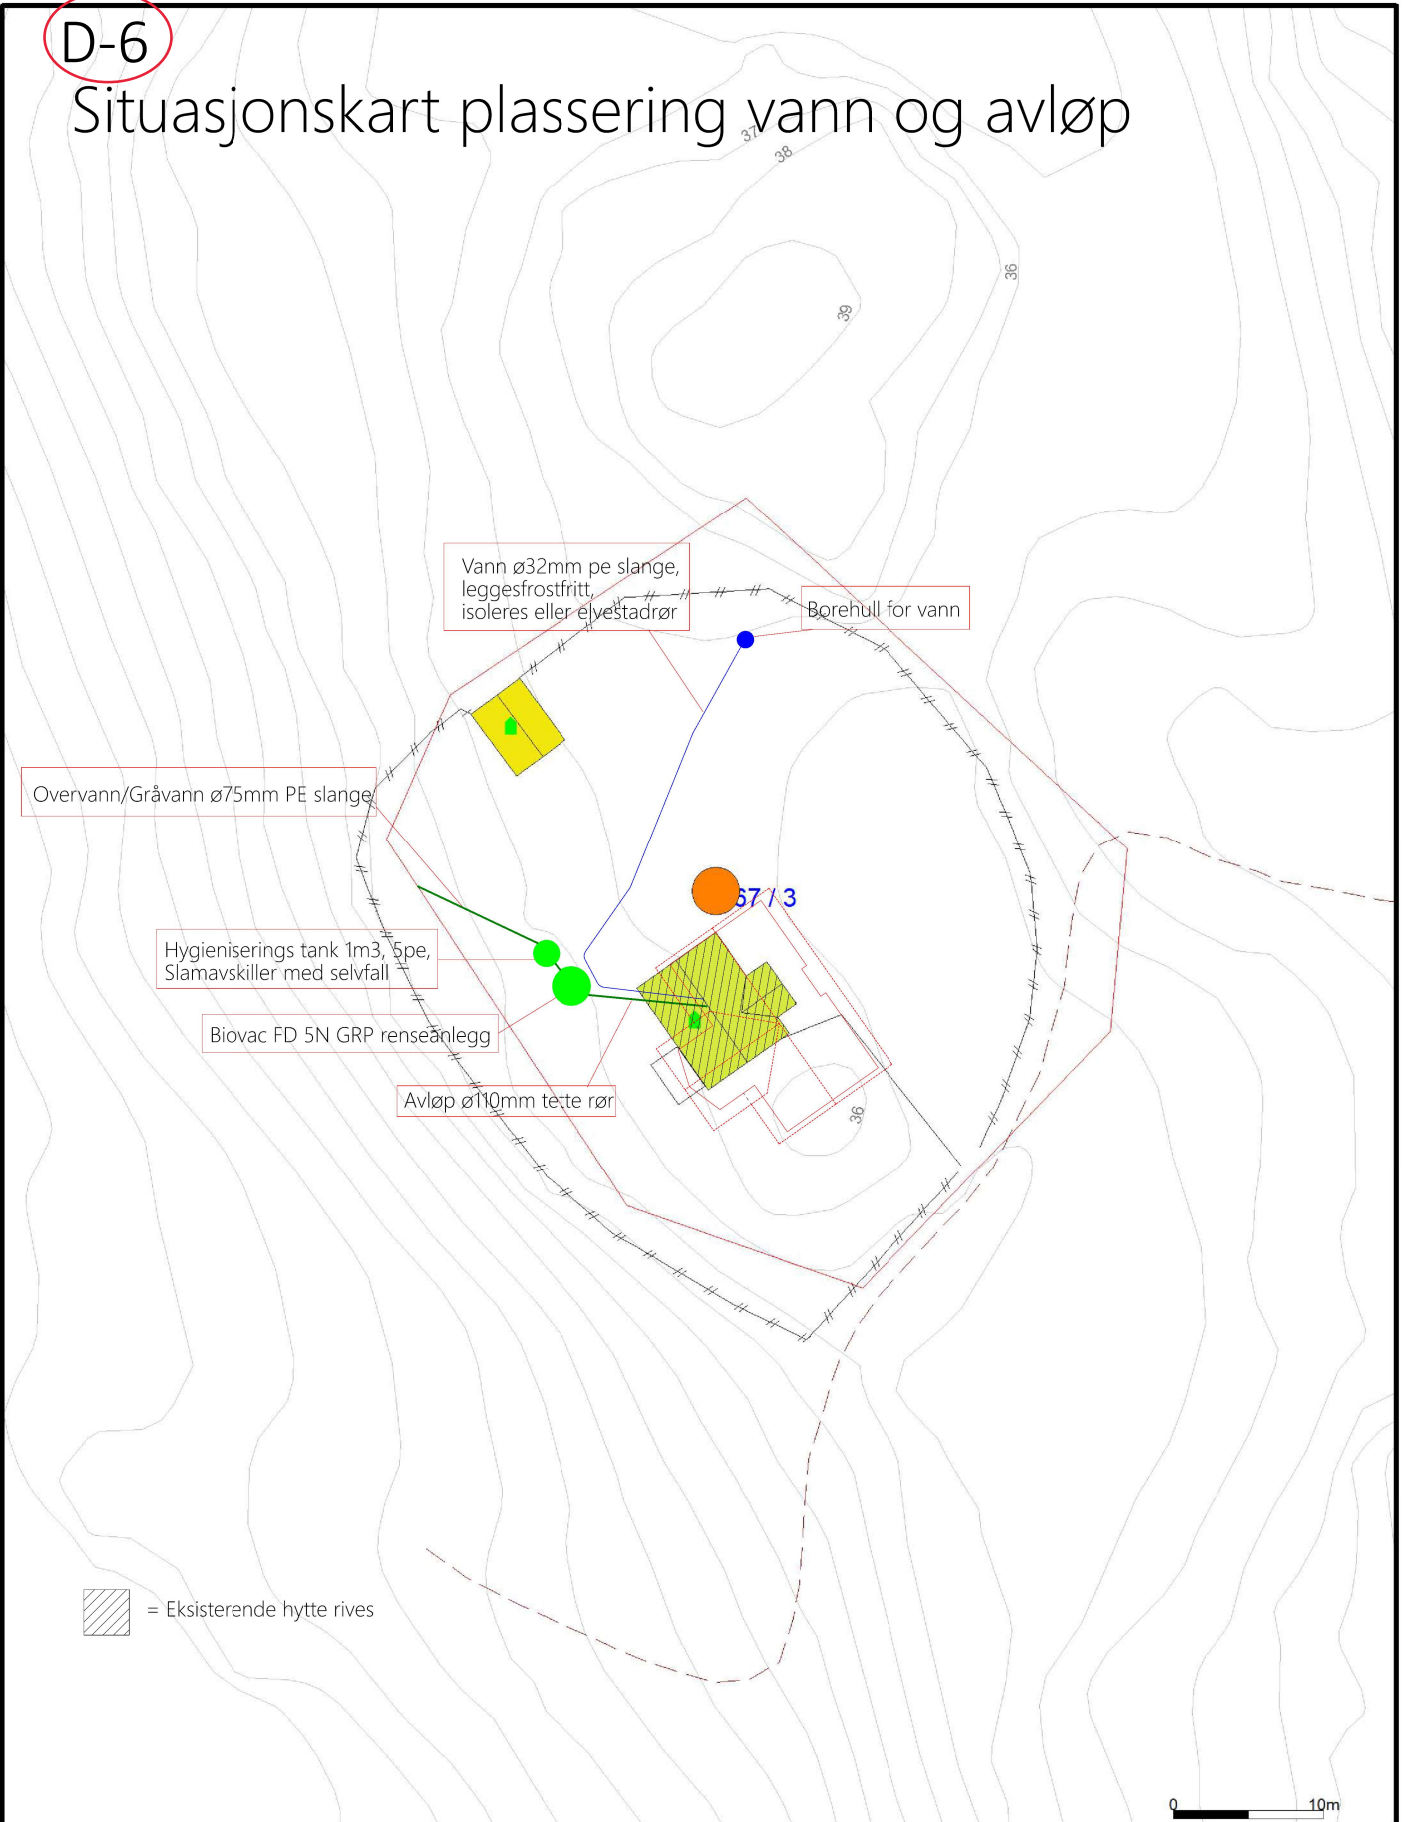 D-6
Situasjonskart plassering vann og avløp
37
38
36
39
Vann ø32mm pe slange,
leggesfrostfritt,
isoleres eller elvestadrør
Borehull for vann
Overvann/Gråvann ø75mm PE slange
67 / 3
Hygieniserings tank 1m3, 5pe,
Slamavskiller med selvfall
Biovac FD 5N GRP renseanlegg
Avløp ø110mm tette rør
36
= Eksisterende hytte rives
0 10m